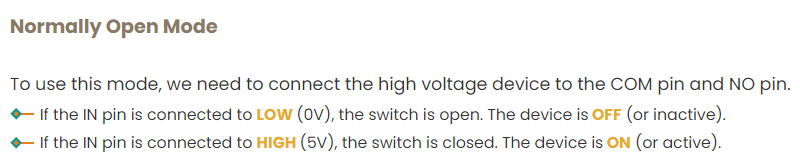 Normally Open Mode
To use this mode, we need to connect the high voltage device to the COM pin and NO pin.
If the IN pin is connected to LOW (0V), the switch is open. The device is OFF (or inactive).
If the IN pin is connected to HIGH (5V), the switch is closed. The device is ON (or active).